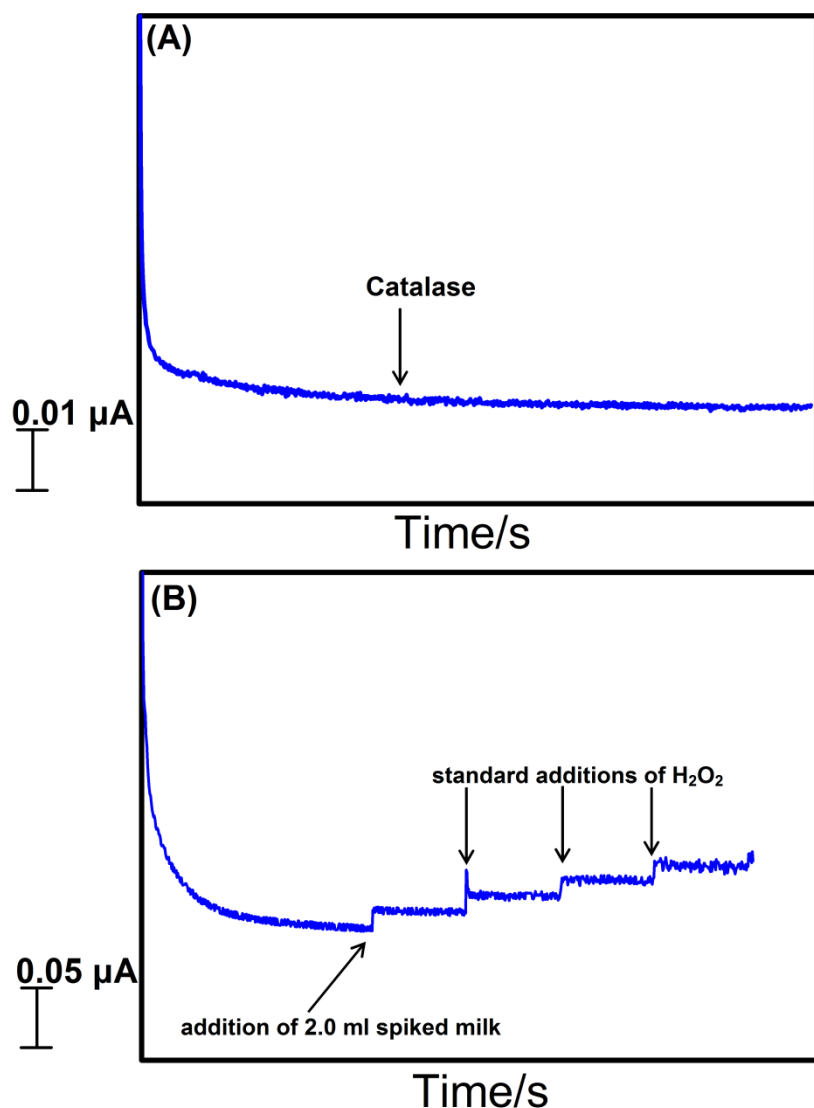 (A)
Catalase
0.01 µA
Time/s
(B)
standard additions of H₂O₂
0.05 µA
addition of 2.0 ml spiked milk
Time/s